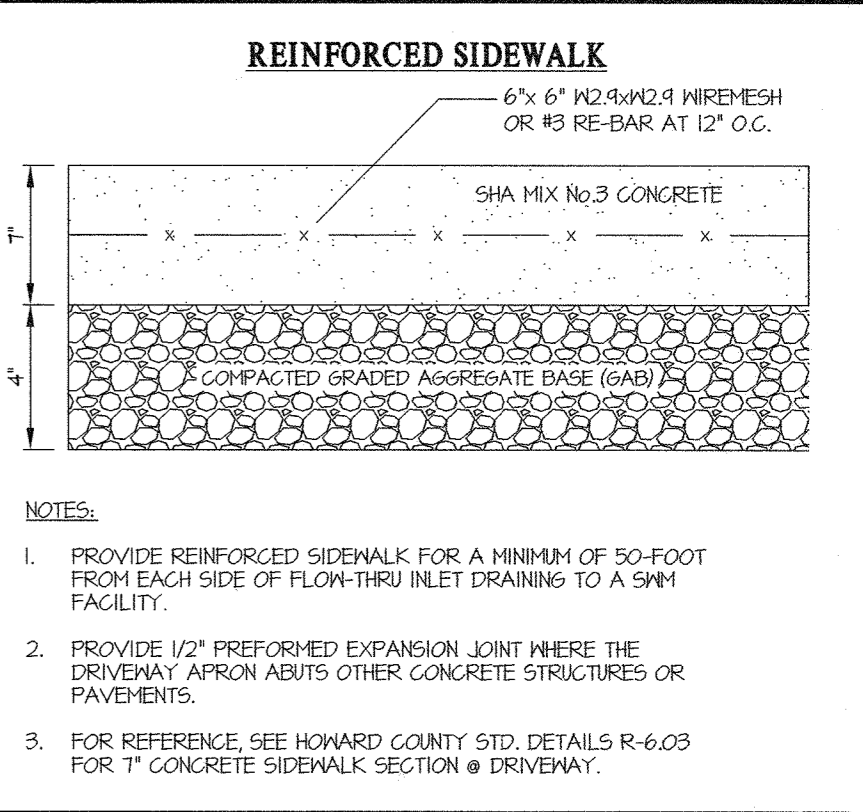 REINFORCED SIDEWALK
6"x 6" W2.9xW2.9 WIREMESH
OR #3 RE-BAR AT 12" O.C.
7"
SHA MIX No.3 CONCRETE
x x x x x
4"
COMPACTED GRADED AGGREGATE BASE (GAB)
NOTES:
1. PROVIDE REINFORCED SIDEWALK FOR A MINIMUM OF 50-FOOT
FROM EACH SIDE OF FLOW-THRU INLET DRAINING TO A SWM
FACILITY.
2. PROVIDE 1/2" PREFORMED EXPANSION JOINT WHERE THE
DRIVEWAY APRON ABUTS OTHER CONCRETE STRUCTURES OR
PAVEMENTS.
3. FOR REFERENCE, SEE HOWARD COUNTY STD. DETAILS R-6.03
FOR 7" CONCRETE SIDEWALK SECTION @ DRIVEWAY.